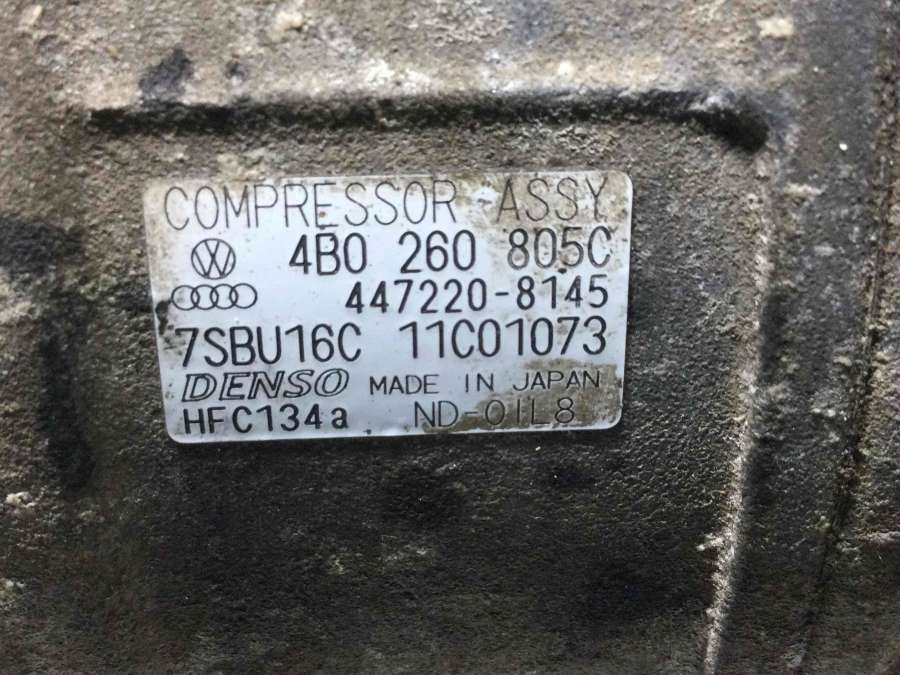 COMPRESSOR ASSY
4B0 260 805C
447220-8145
7SBU16C 11C01073
DENSO MADE IN JAPAN
HFC134a ND-OIL8